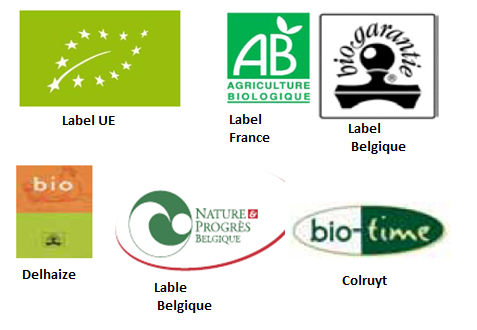 AB
AGRICULTURE
BIOLOGIQUE
biogarantie
Label UE
Label
France
Label
Belgique
bio
NATURE &
PROGRÈS
BELGIQUE
bio-time
Delhaize
Lable
Belgique
Colruyt